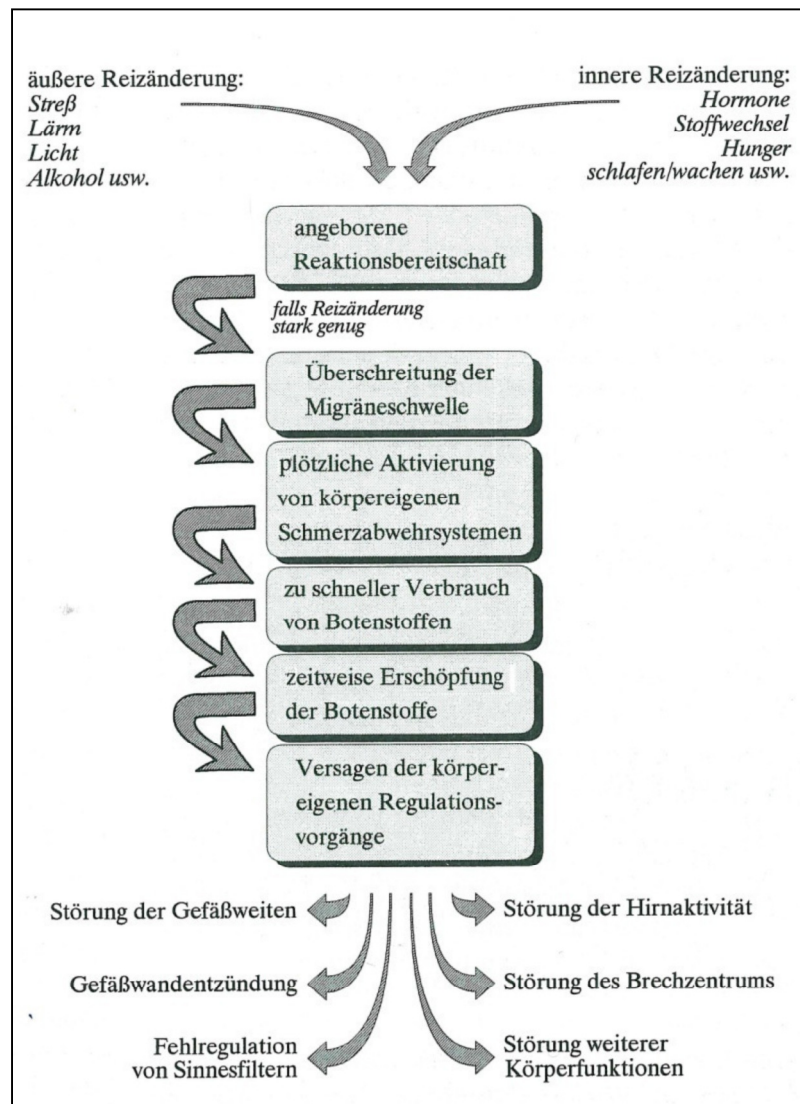 äußere Reizänderung:
Streß
Lärm
Licht
Alkohol usw.
innere Reizänderung:
Hormone
Stoffwechsel
Hunger
schlafen/wachen usw.
angeborene
Reaktionsbereitschaft
falls Reizänderung
stark genug
Überschreitung der
Migräneschwelle
plötzliche Aktivierung
von körpereigenen
Schmerzabwehrsystemen
zu schneller Verbrauch
von Botenstoffen
zeitweise Erschöpfung
der Botenstoffe
Versagen der körper-
eigenen Regulations-
vorgänge
Störung der Gefäßweiten
Störung der Hirnaktivität
Gefäßwandentzündung
Störung des Brechzentrums
Fehlregulation
von Sinnesfiltern
Störung weiterer
Körperfunktionen